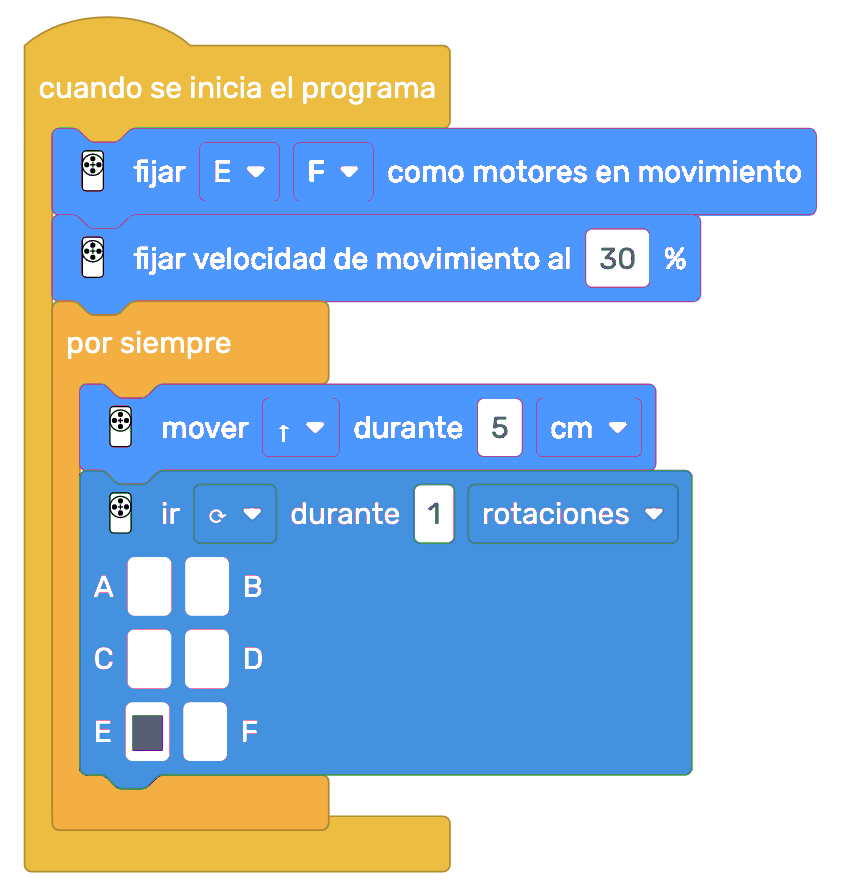 cuando se inicia el programa
fijar E F como motores en movimiento
fijar velocidad de movimiento al 30 %
por siempre
mover ↑ durante 5 cm
ir ⟳ durante 1 rotaciones
A B
C D
E F